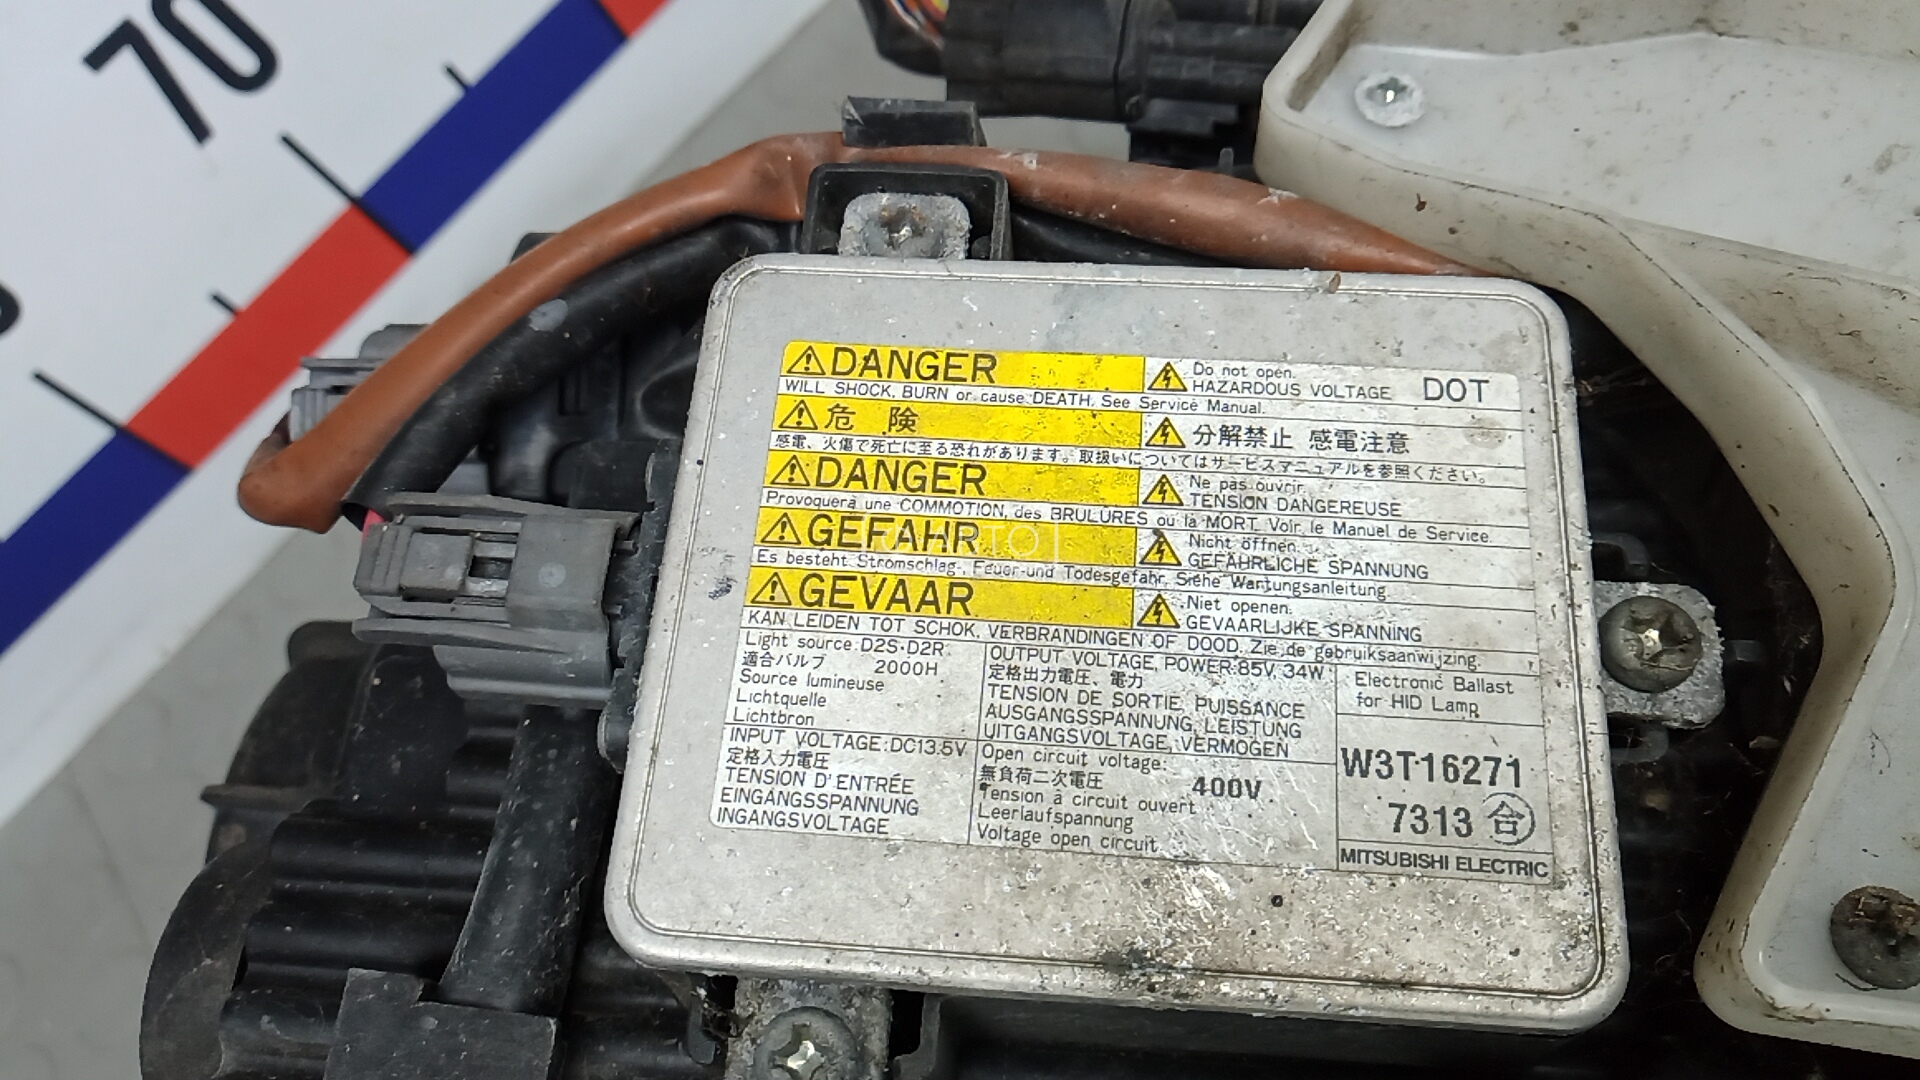 70
⚠DANGER
Do not open.
HAZARDOUS VOLTAGE
DOT
WILL SHOCK, BURN or cause DEATH. See Service Manual.
⚠危 険
分解禁止 感電注意
感電、火傷で死亡に至る恐れがあります。取扱いについてはサービスマニュアルを参照ください。
⚠DANGER
Ne pas ouvrir.
TENSION DANGEREUSE
Provoquera une COMMOTION, des BRULURES ou la MORT. Voir le Manuel de Service.
⚠GEFAHR
Nicht öffnen.
GEFÄHRLICHE SPANNUNG
Es besteht Stromschlag-, Feuer-und Todesgefahr. Siehe Wartungsanleitung.
⚠GEVAAR
Niet openen.
GEVAARLIJKE SPANNING
KAN LEIDEN TOT SCHOK, VERBRANDINGEN OF DOOD. Zie de gebruiksaanwijzing.
Light source:D2S·D2R
適合バルブ 2000H
Source lumineuse
Lichtquelle
Lichtbron
INPUT VOLTAGE:DC13.5V
定格入力電圧
TENSION D'ENTRÉE
EINGANGSSPANNUNG
INGANGSVOLTAGE
OUTPUT VOLTAGE, POWER:85V, 34W
定格出力電圧、電力
TENSION DE SORTIE, PUISSANCE
AUSGANGSSPANNUNG, LEISTUNG
UITGANGSVOLTAGE, VERMOGEN
Open circuit voltage:
無負荷二次電圧 400V
Tension à circuit ouvert
Leerlaufspannung
Voltage open circuit
Electronic Ballast
for HID Lamp
W3T16271
7313 合
MITSUBISHI ELECTRIC